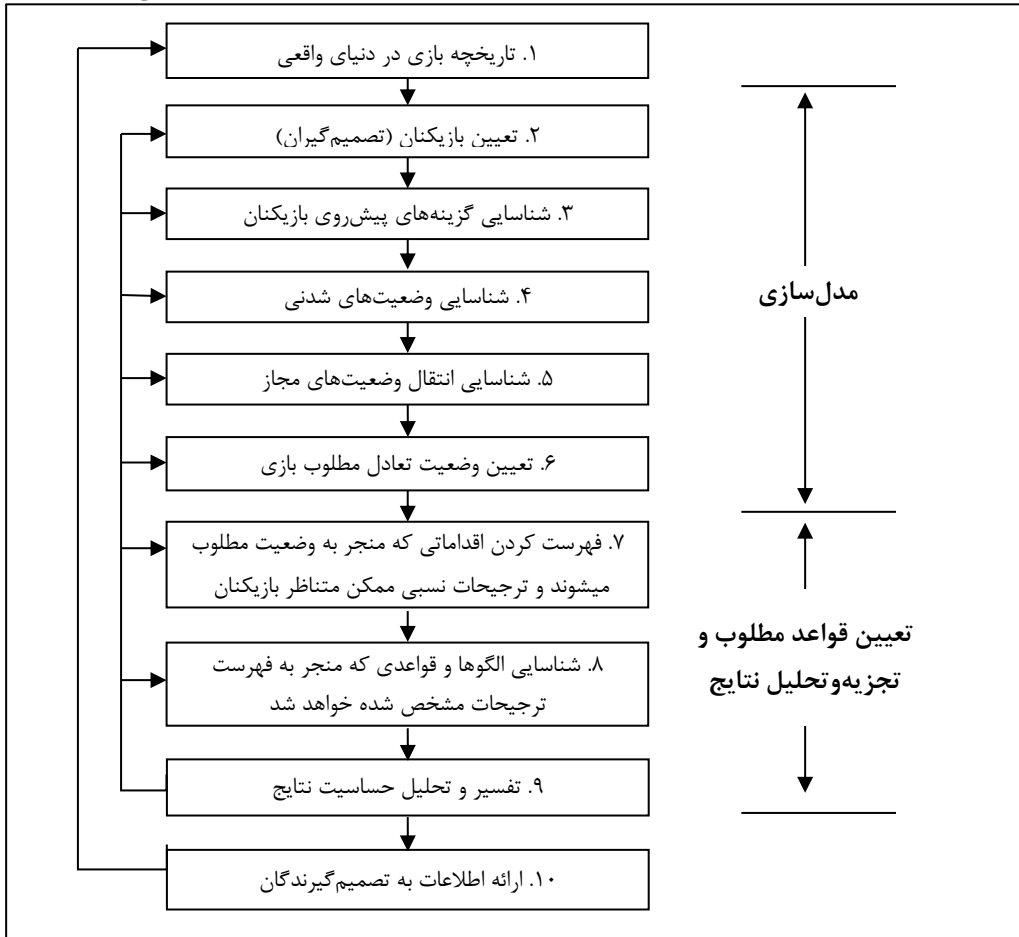 ۱. تاریخچه بازی در دنیای واقعی
۲. تعیین بازیکنان (تصمیم‌گیران)
۳. شناسایی گزینه‌های پیش‌روی بازیکنان
۴. شناسایی وضعیت‌های شدنی
۵. شناسایی انتقال وضعیت‌های مجاز
۶. تعیین وضعیت تعادل مطلوب بازی
۷. فهرست کردن اقداماتی که منجر به وضعیت مطلوب
میشوند و ترجیحات نسبی ممکن متناظر بازیکنان
۸. شناسایی الگوها و قواعدی که منجر به فهرست
ترجیحات مشخص شده خواهد شد
۹. تفسیر و تحلیل حساسیت نتایج
۱۰. ارائه اطلاعات به تصمیم‌گیرندگان
مدل‌سازی
تعیین قواعد مطلوب و
تجزیه‌وتحلیل نتایج